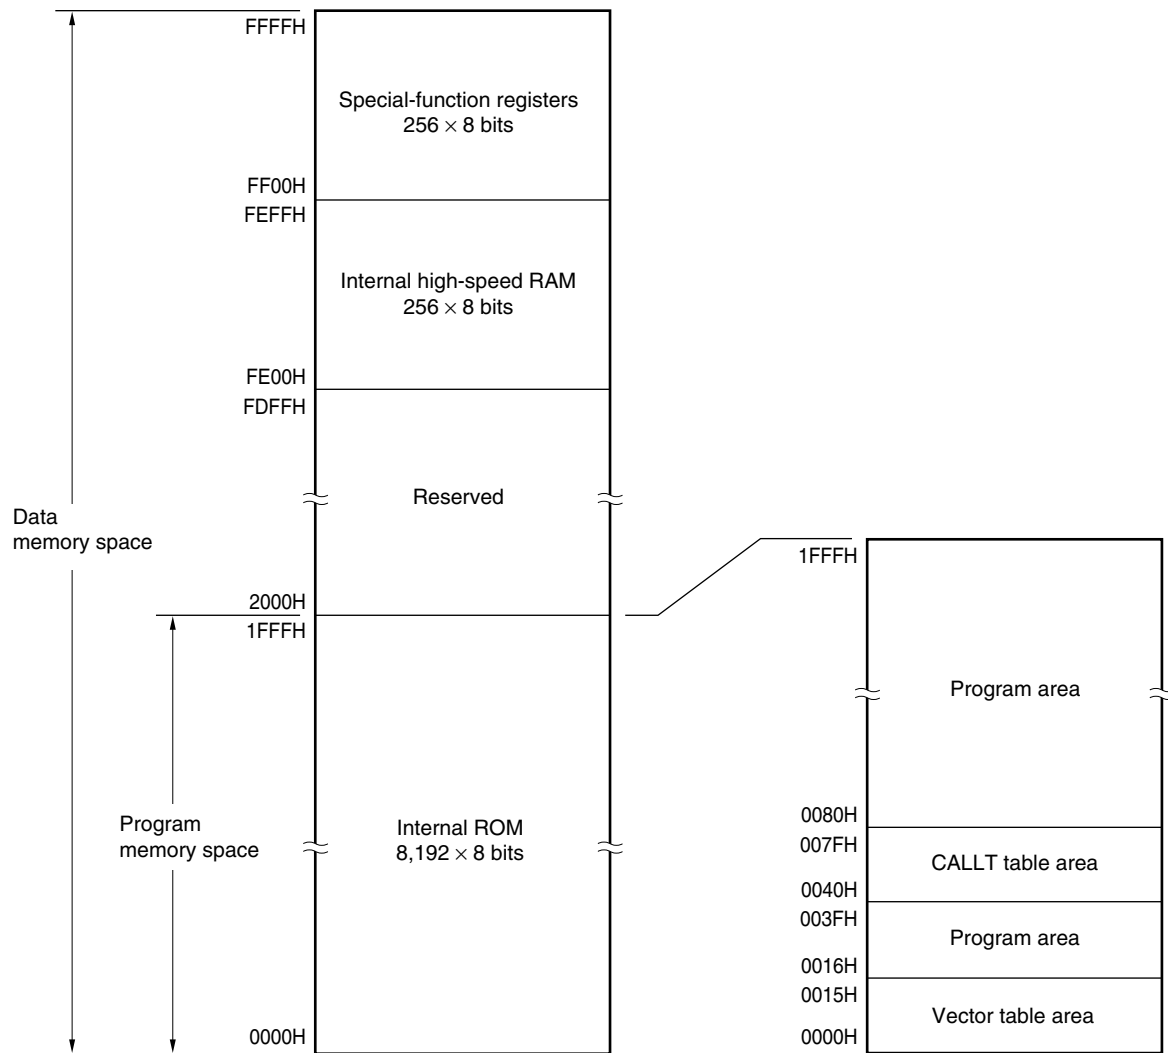 FFFFH
Special-function registers
256 × 8 bits
FF00H
FEFFH
Internal high-speed RAM
256 × 8 bits
FE00H
FDFFH
Reserved
Data
memory space
2000H
1FFFH
Program
memory space
Internal ROM
8,192 × 8 bits
0000H
1FFFH
Program area
0080H
007FH
CALLT table area
0040H
003FH
Program area
0016H
0015H
Vector table area
0000H